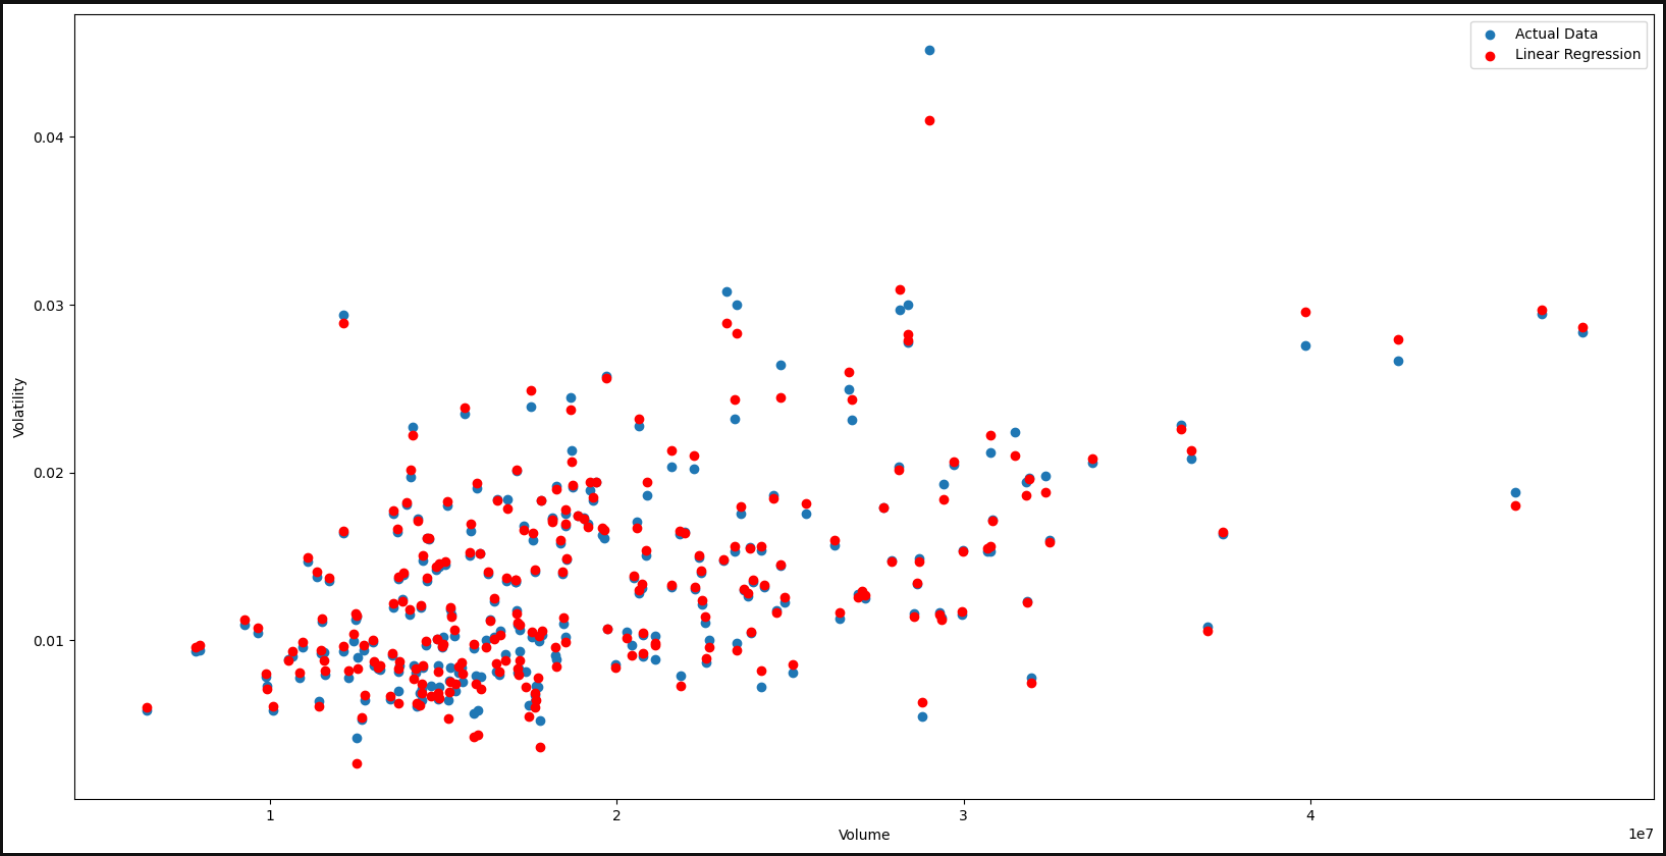 Actual Data
Linear Regression
0.04
0.03
0.02
0.01
Volatility
1
2
3
4
Volume
1e7